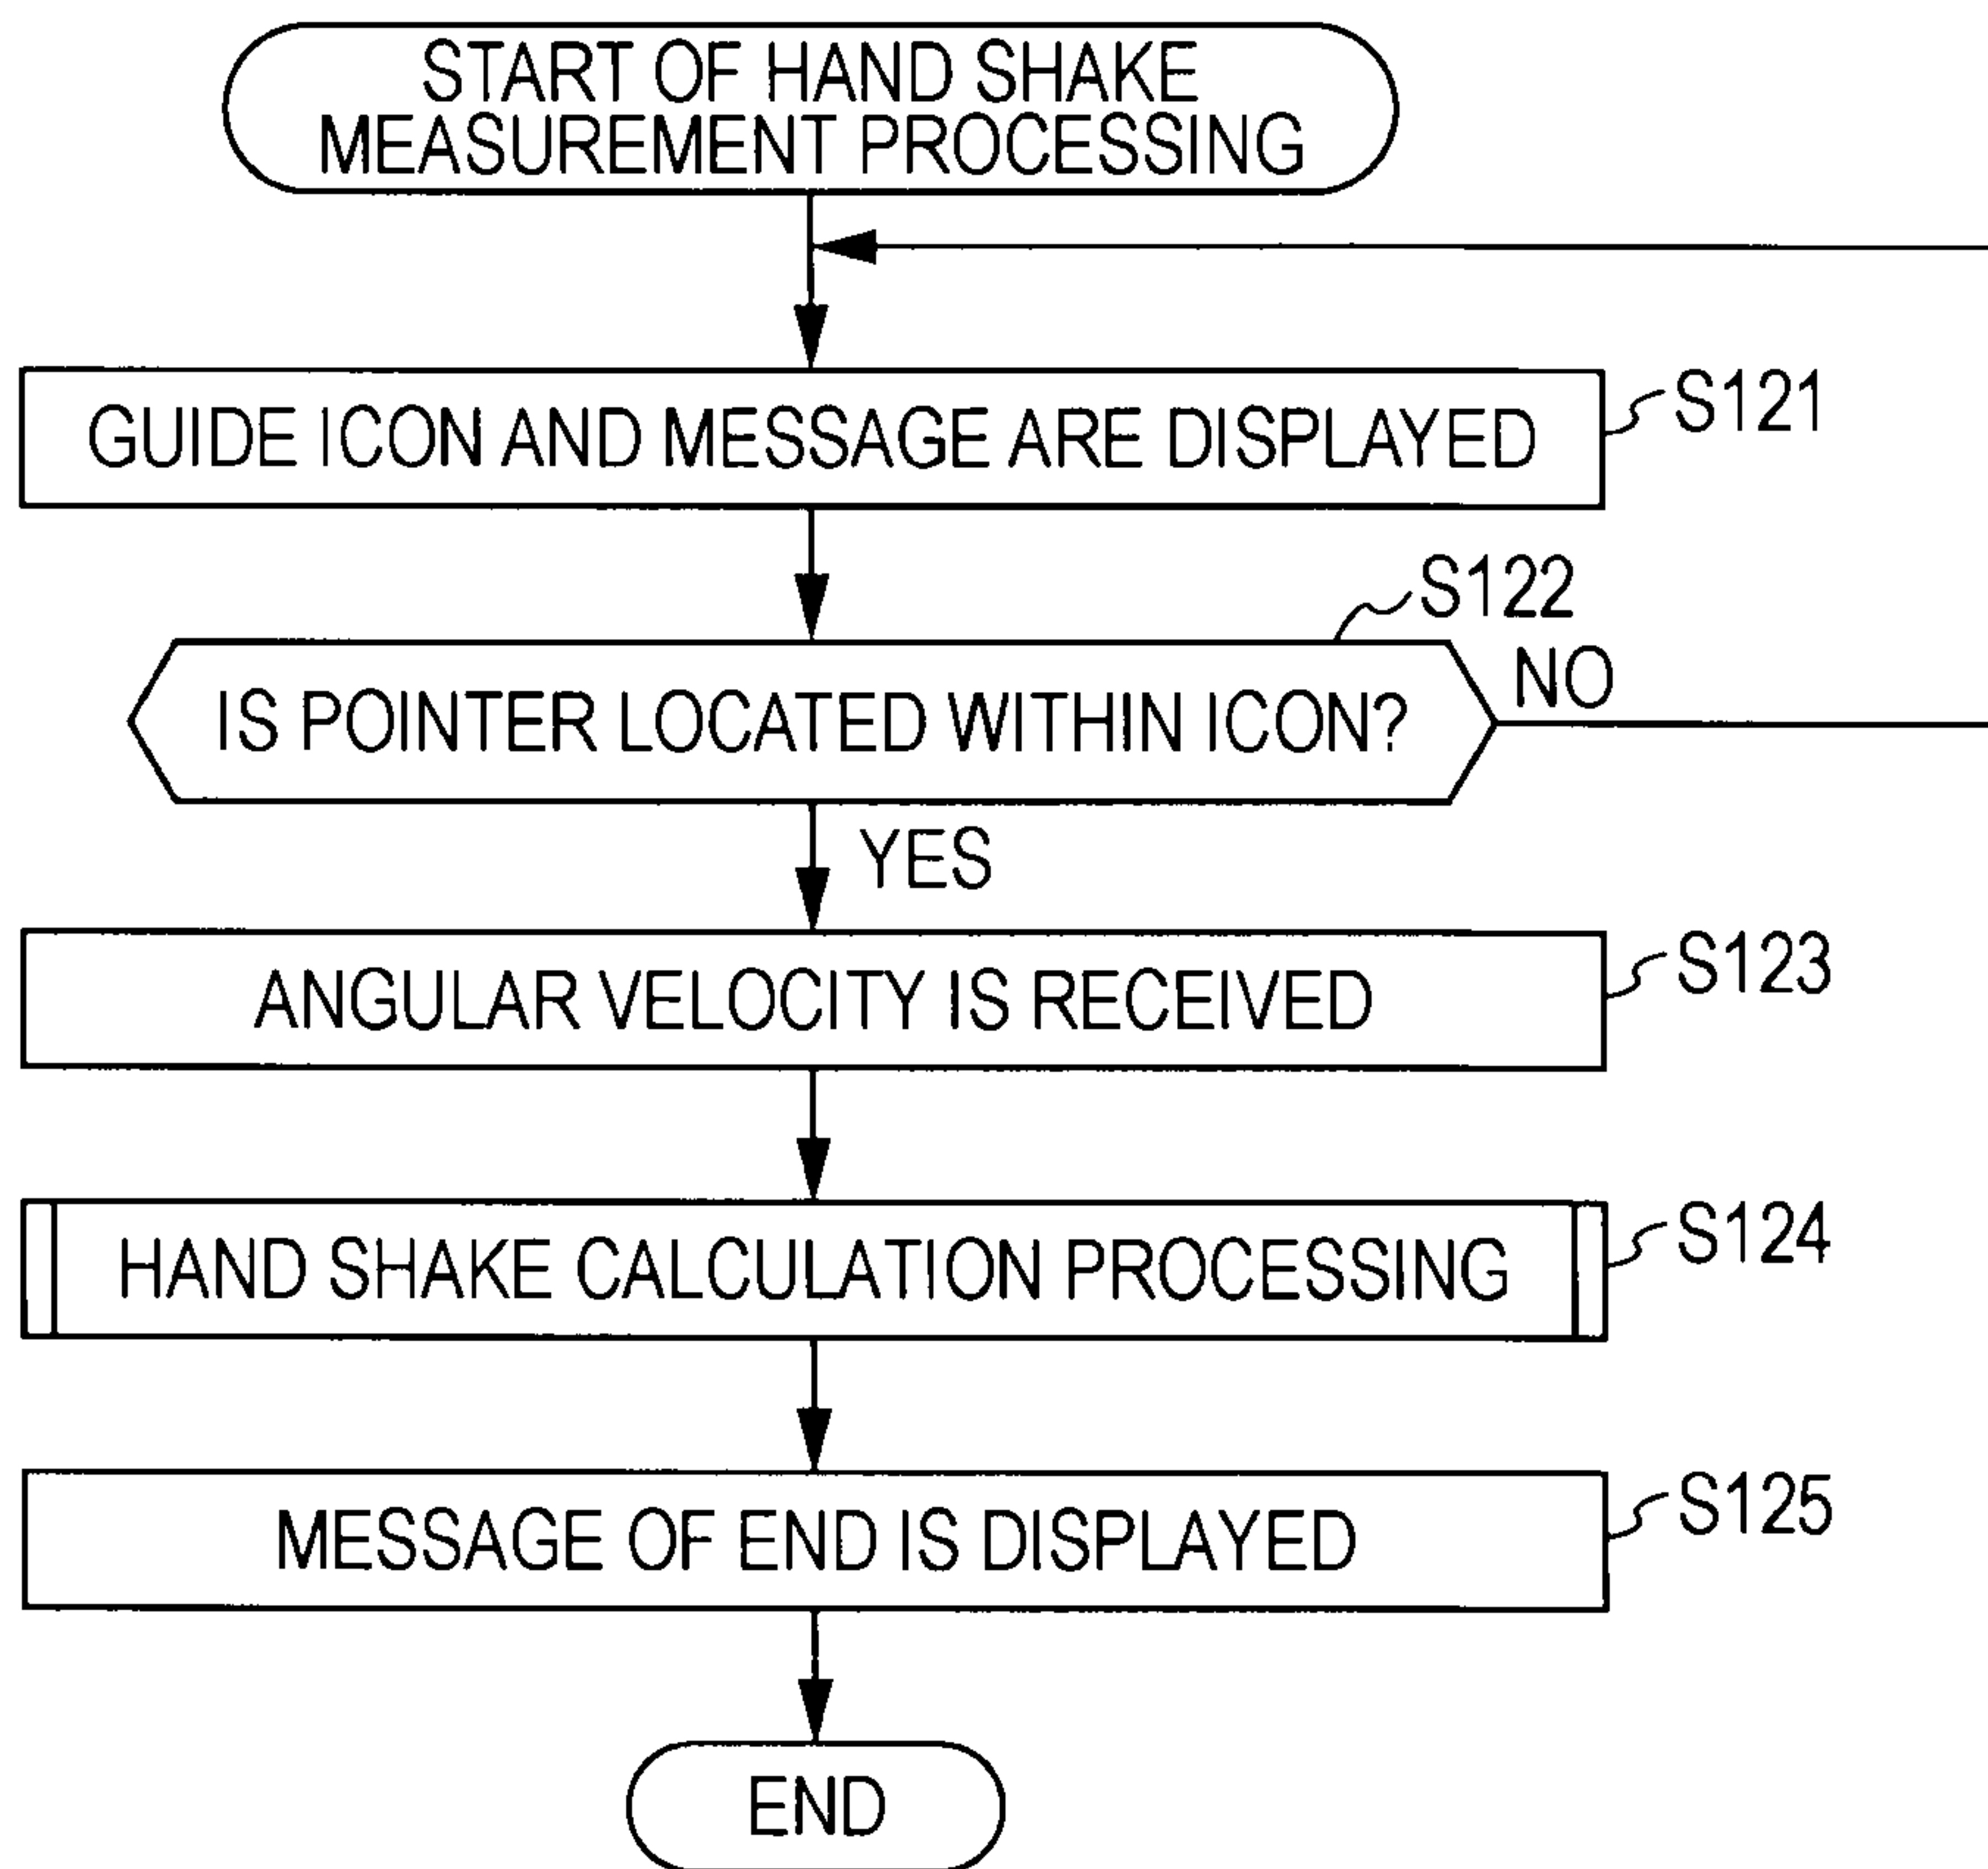 START OF HAND SHAKE
MEASUREMENT PROCESSING
GUIDE ICON AND MESSAGE ARE DISPLAYED
S121
S122
IS POINTER LOCATED WITHIN ICON?
NO
YES
ANGULAR VELOCITY IS RECEIVED
S123
HAND SHAKE CALCULATION PROCESSING
S124
MESSAGE OF END IS DISPLAYED
S125
END